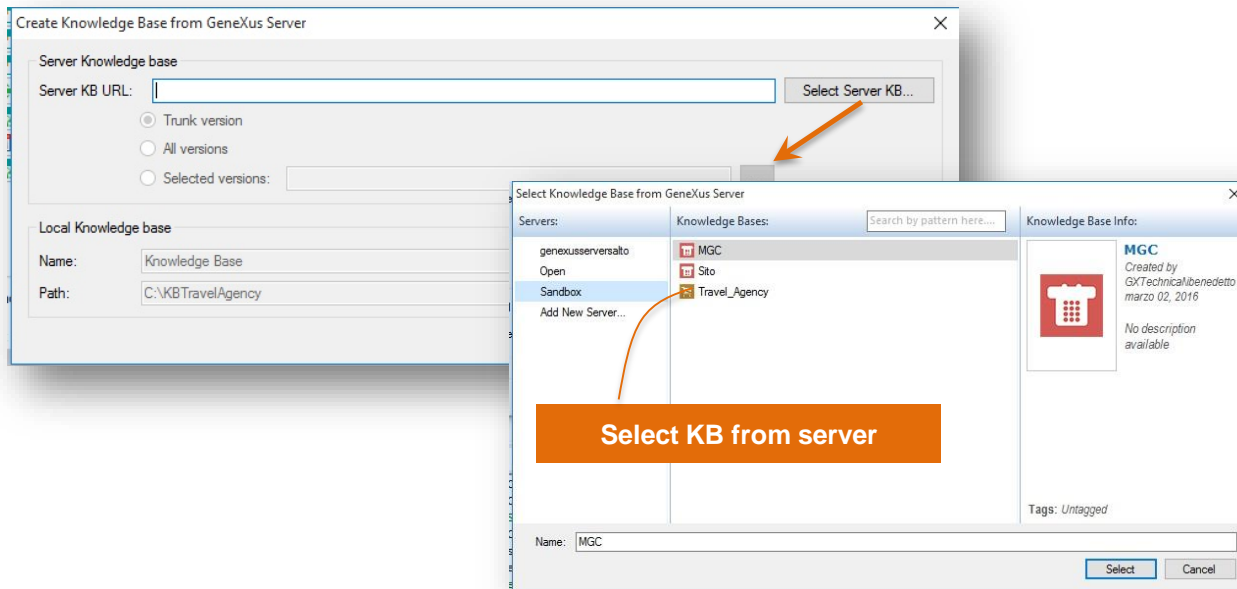 Create Knowledge Base from GeneXus Server
Server Knowledge base
Server KB URL:
Select Server KB...
Trunk version
All versions
Selected versions:
Local Knowledge base
Name: Knowledge Base
Path: C:\KBTravelAgency
Select Knowledge Base from GeneXus Server
Servers:
genexusserversalto
Open
Sandbox
Add New Server...
Knowledge Bases:
Search by pattern here....
MGC
Sito
Travel_Agency
Knowledge Base Info:
MGC
Created by
GXTechnical\lbenedetto
marzo 02, 2016
No description
available
Select KB from server
Tags: Untagged
Name: MGC
Select
Cancel